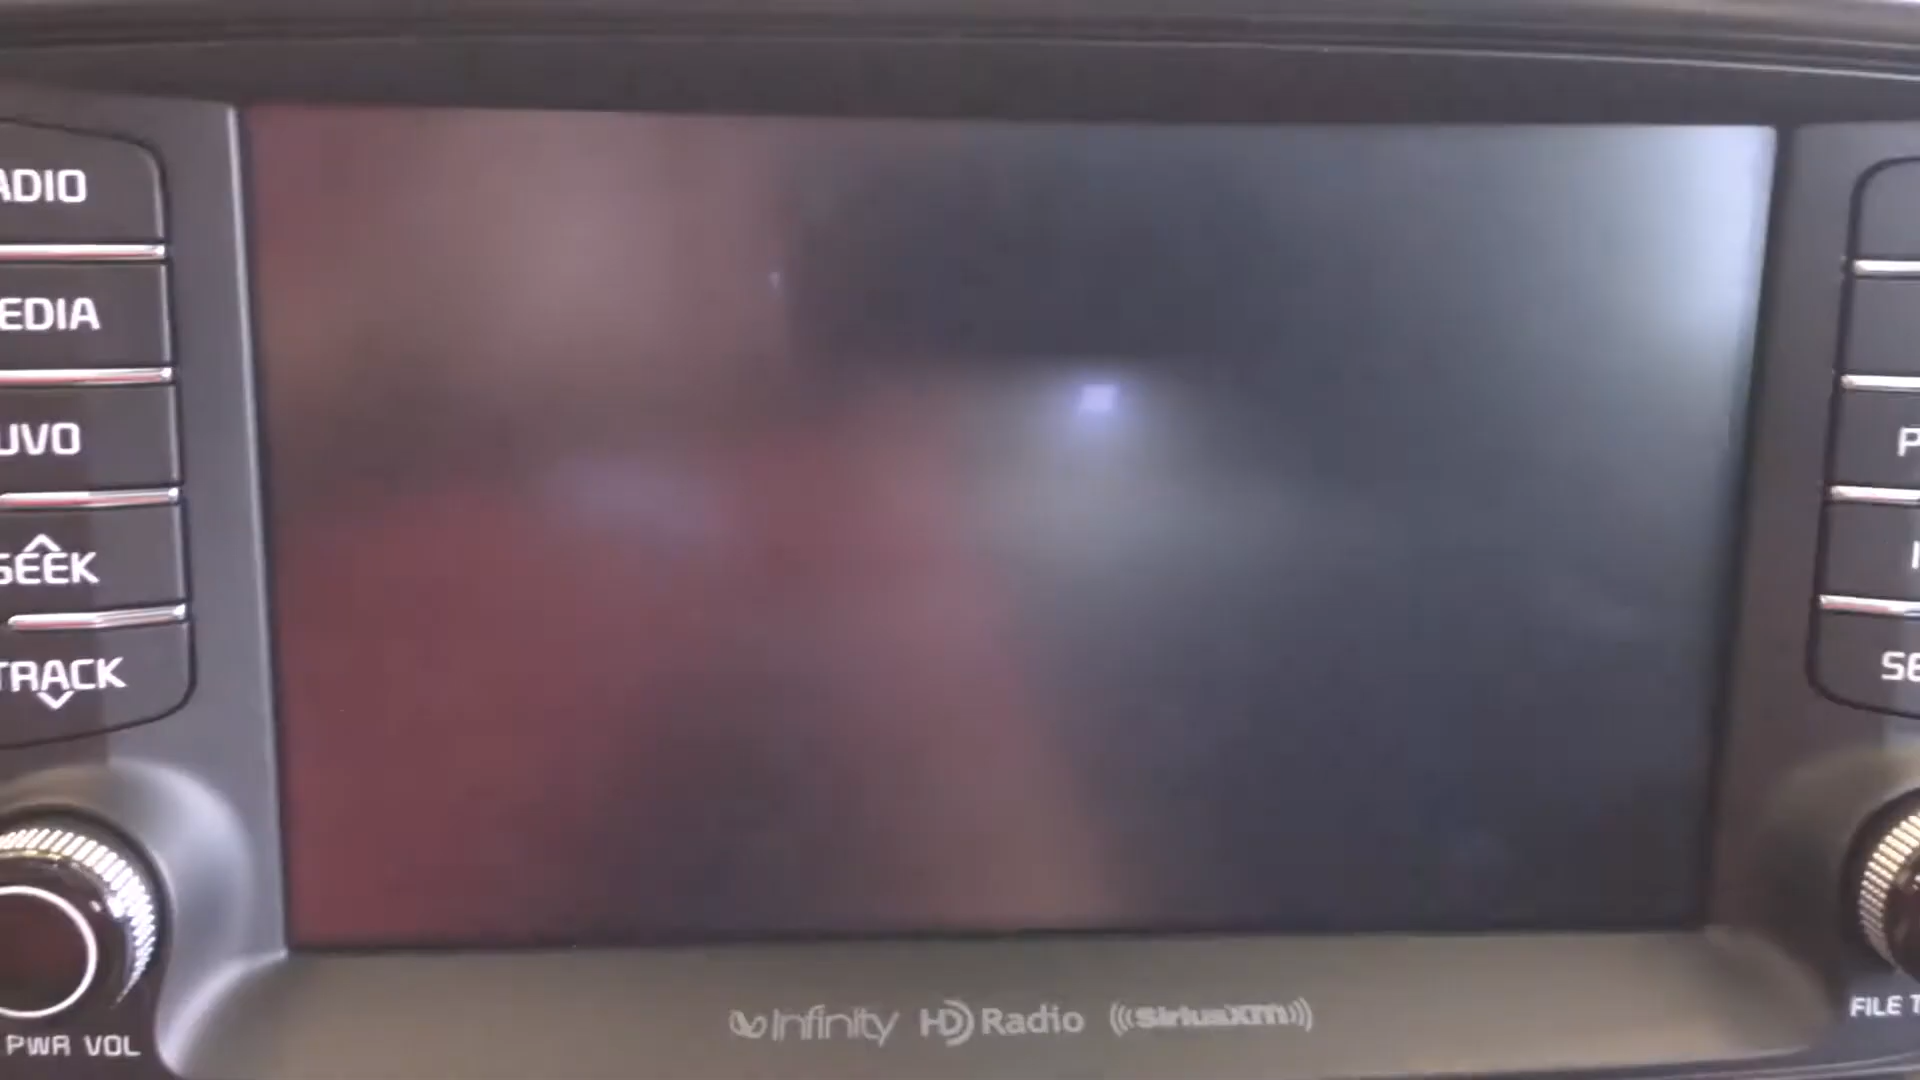 ADIO
EDIA
UVO
SEEK
TRACK
PWR VOL
Infinity HD Radio ((SiriusXM))
P
SE
FILE T